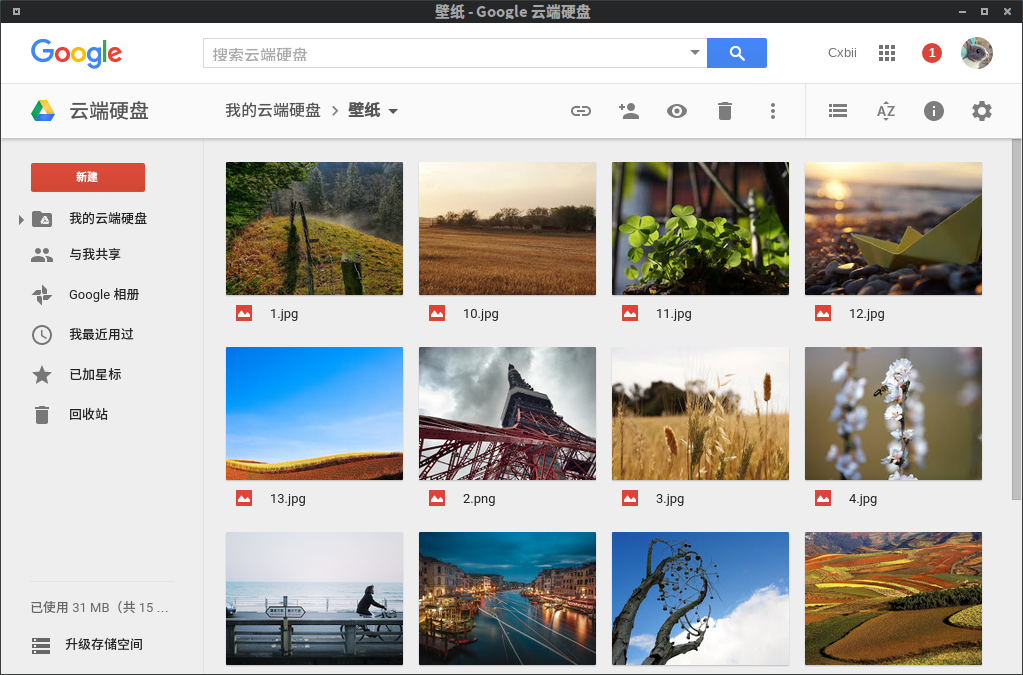 壁纸 - Google 云端硬盘
Google
搜索云端硬盘
Cxbii
1
云端硬盘
我的云端硬盘 > 壁纸
AZ
新建
我的云端硬盘
与我共享
Google 相册
我最近用过
已加星标
回收站
已使用 31 MB（共 15 ...
升级存储空间
1.jpg
10.jpg
11.jpg
12.jpg
13.jpg
2.png
3.jpg
4.jpg